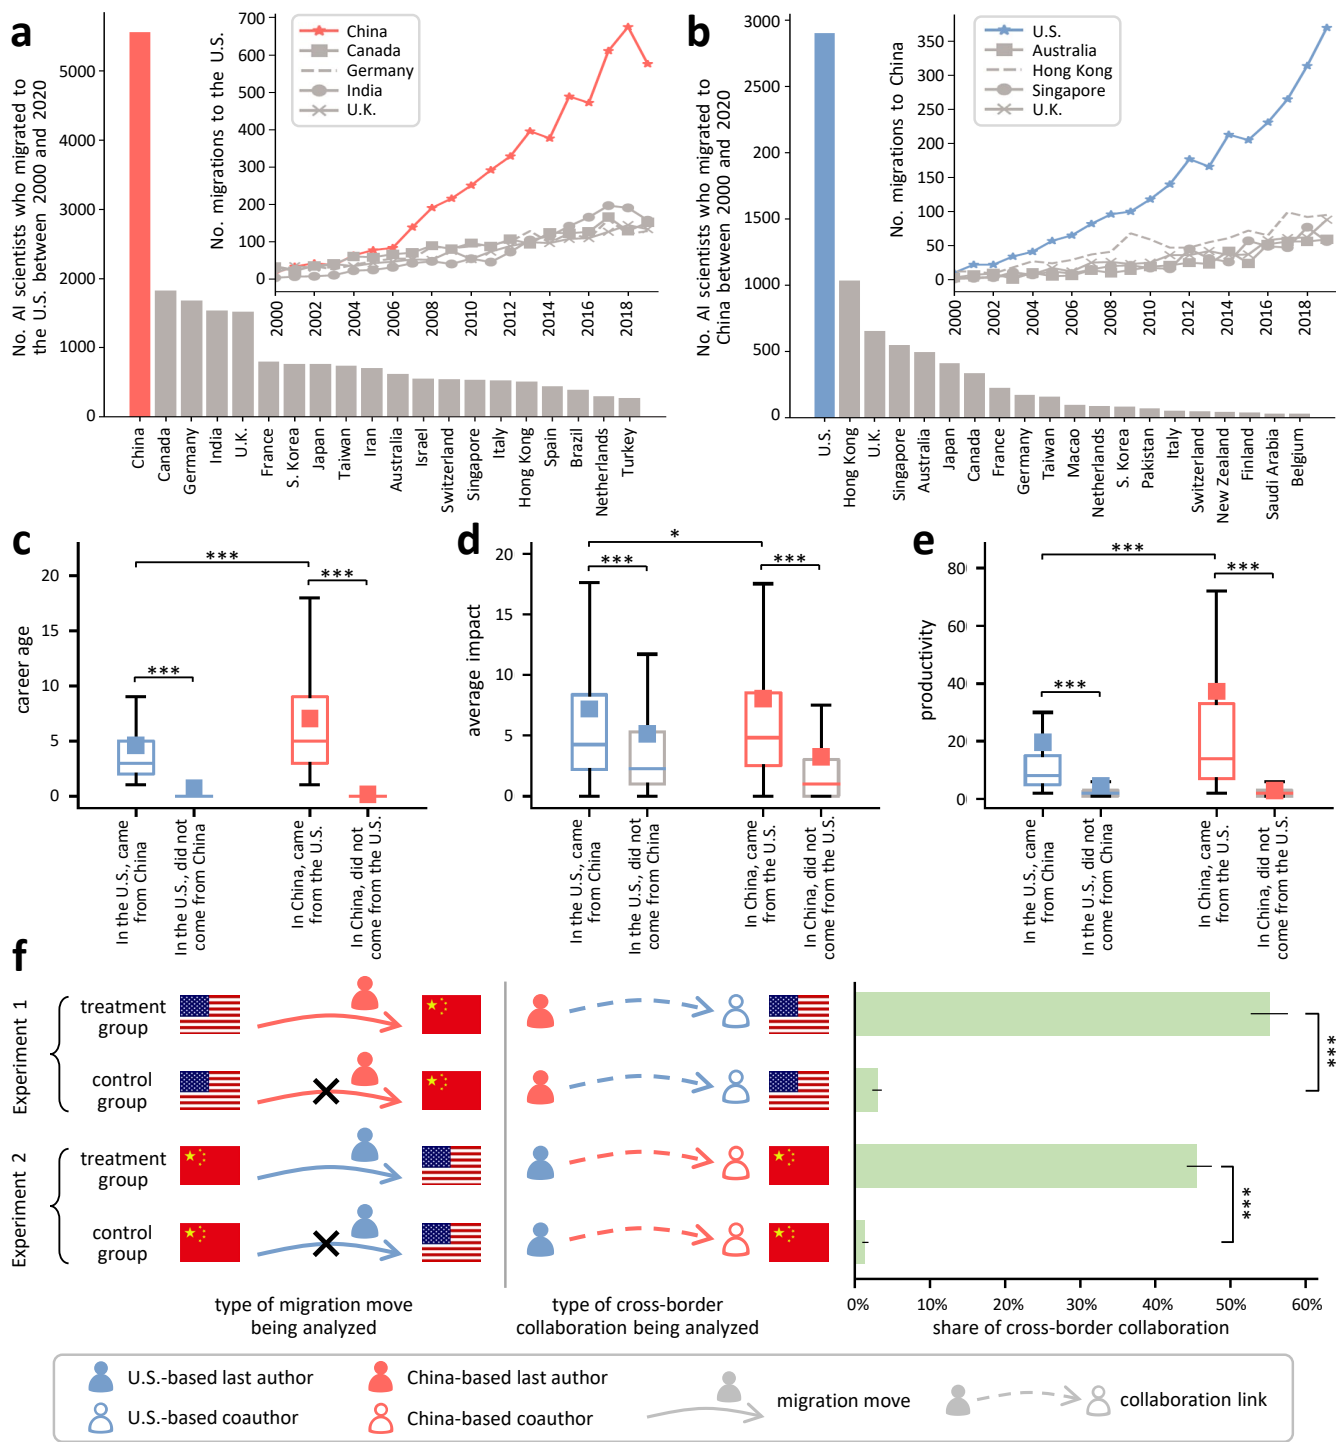 a
No. AI scientists who migrated to
the U.S. between 2000 and 2020
0
1000
2000
3000
4000
5000
China
Canada
Germany
India
U.K.
France
S. Korea
Japan
Taiwan
Iran
Australia
Israel
Switzerland
Singapore
Italy
Hong Kong
Spain
Brazil
Netherlands
Turkey
No. migrations to the U.S.
700
600
500
400
300
200
100
0
2000
2002
2004
2006
2008
2010
2012
2014
2016
2018
China
Canada
Germany
India
U.K.
b
No. AI scientists who migrated to
China between 2000 and 2020
3000
2500
2000
1500
1000
500
0
U.S.
Hong Kong
U.K.
Singapore
Australia
Japan
Canada
France
Germany
Taiwan
Macao
Netherlands
S. Korea
Pakistan
Italy
Switzerland
New Zealand
Finland
Saudi Arabia
Belgium
No. migrations to China
350
300
250
200
150
100
50
0
2000
2002
2004
2006
2008
2010
2012
2014
2016
2018
U.S.
Australia
Hong Kong
Singapore
U.K.
c
career age
20
15
10
5
0
***
***
***
In the U.S., came
from China
In the U.S., did not
come from China
In China, came
from the U.S.
In China, did not
come from the U.S.
d
average impact
20
15
10
5
0
*
***
***
In the U.S., came
from China
In the U.S., did not
come from China
In China, came
from the U.S.
In China, did not
come from the U.S.
e
productivity
80
60
40
20
0
***
***
***
In the U.S., came
from China
In the U.S., did not
come from China
In China, came
from the U.S.
In China, did not
come from the U.S.
f
Experiment 1
treatment
group
control
group
Experiment 2
treatment
group
control
group
***
***
0%
10%
20%
30%
40%
50%
60%
type of migration move
being analyzed
type of cross-border
collaboration being analyzed
share of cross-border collaboration
U.S.-based last author
China-based last author
migration move
collaboration link
U.S.-based coauthor
China-based coauthor